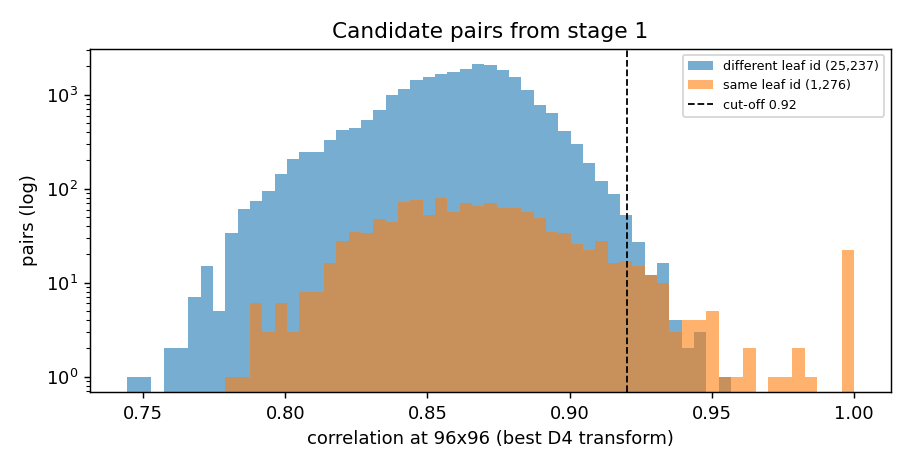 Candidate pairs from stage 1
different leaf id (25,237)
same leaf id (1,276)
cut-off 0.92
pairs (log)
10³
10²
10¹
10⁰
0.75 0.80 0.85 0.90 0.95 1.00
correlation at 96x96 (best D4 transform)